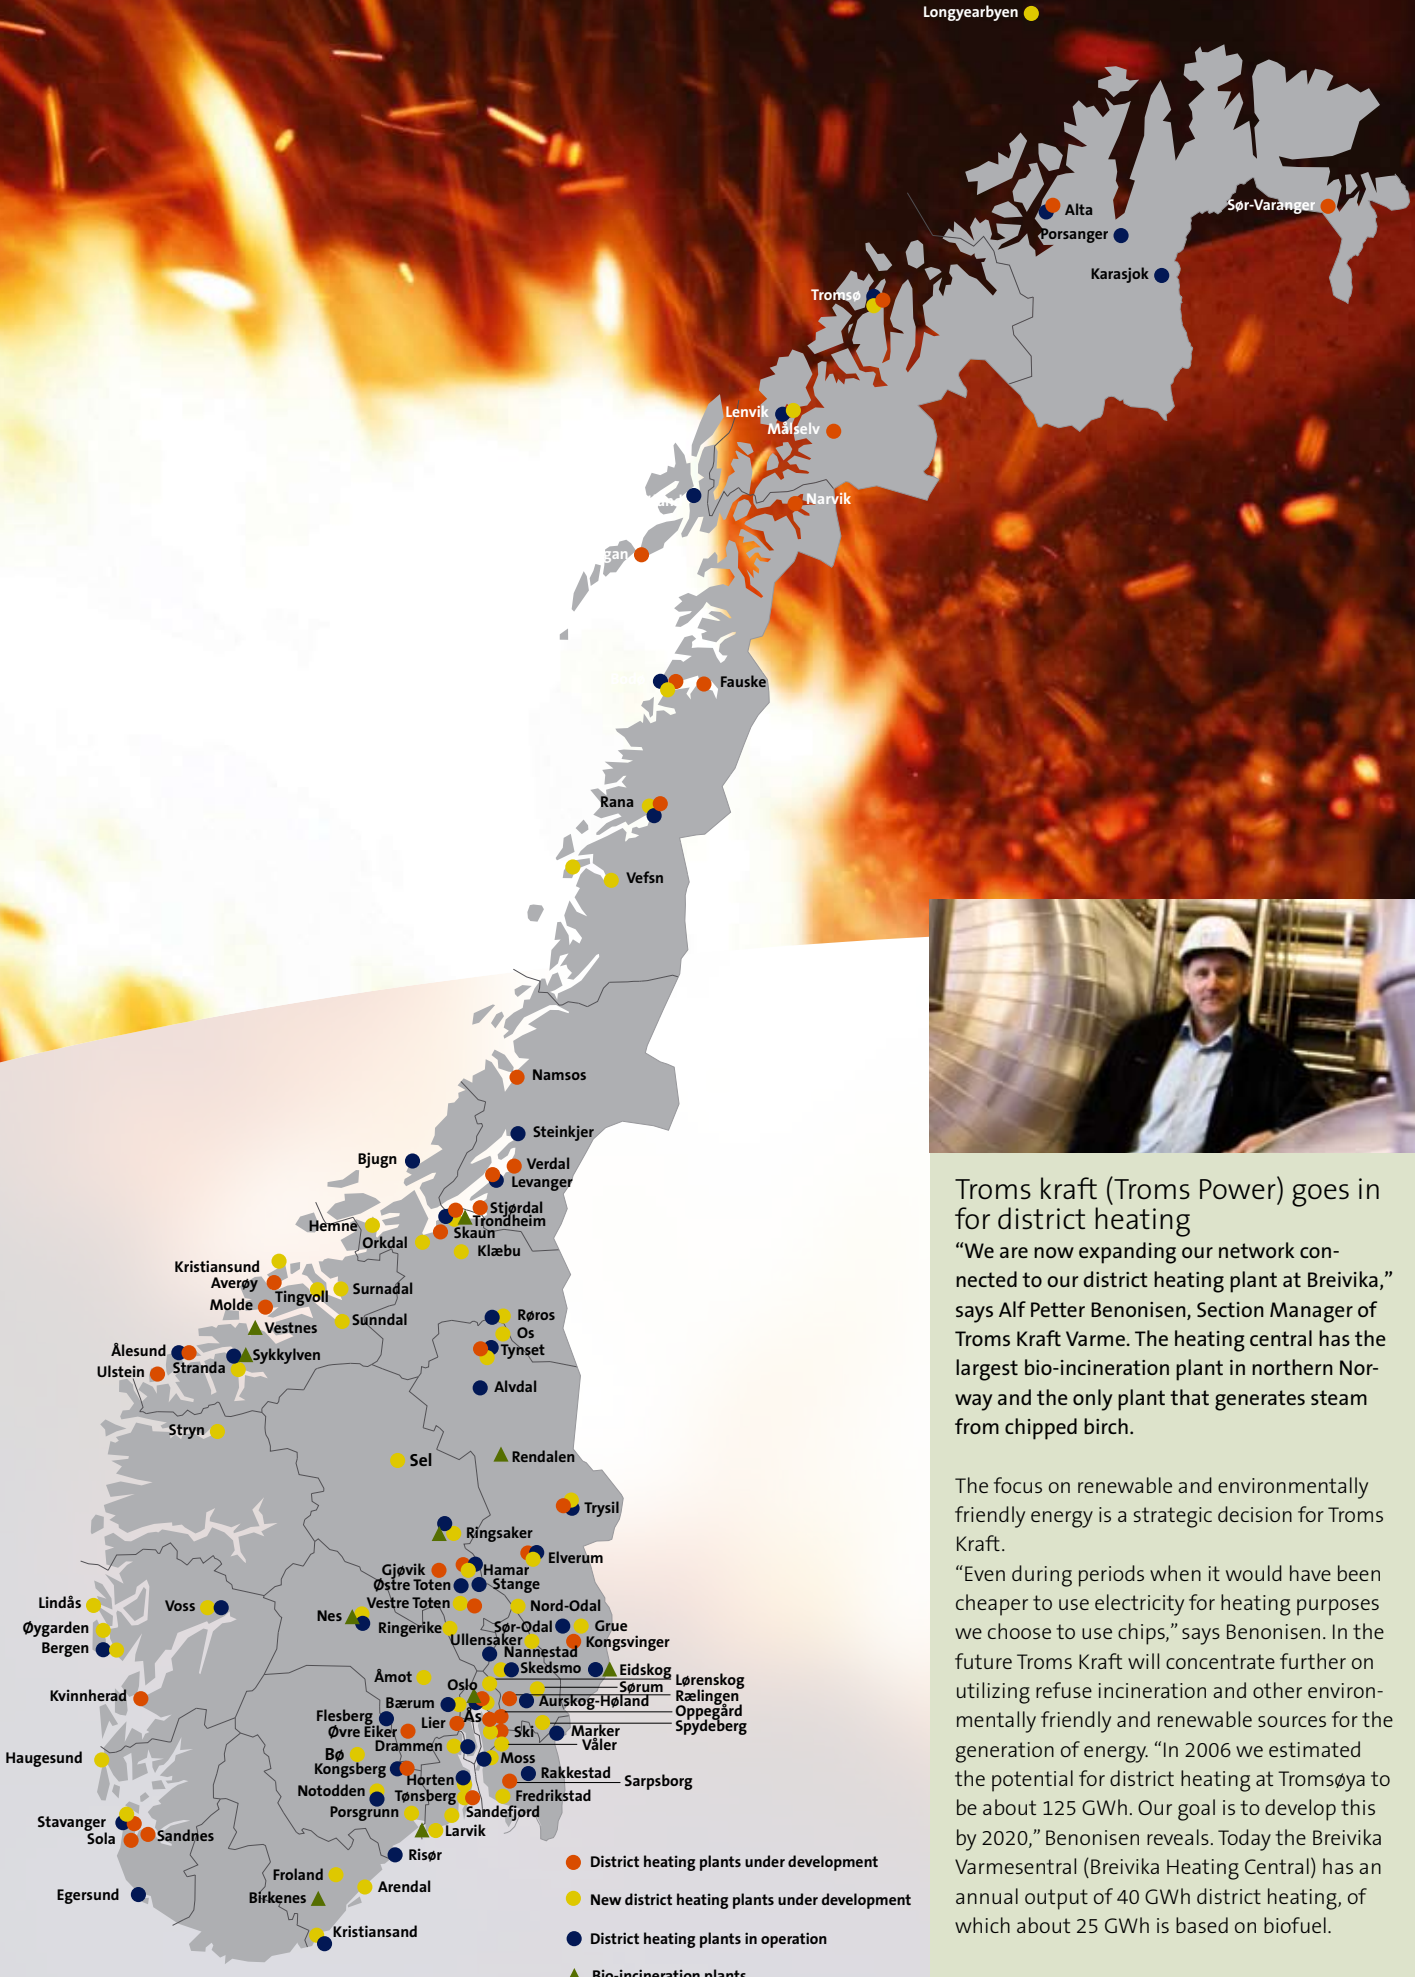 Longyearbyen
Alta
Sør-Varanger
Porsanger
Karasjok
Tromsø
Lenvik
Målselv
Narvik
Fauske
Rana
Vefsn
Namsos
Steinkjer
Bjugn
Verdal
Levanger
Stjørdal
Trondheim
Hemne
Skaun
Orkdal
Klæbu
Kristiansund
Averøy
Tingvoll
Surnadal
Molde
Sunndal
Røros
Vestnes
Os
Ålesund
Sykkylven
Tynset
Ulstein
Stranda
Alvdal
Stryn
Sel
Rendalen
Trysil
Ringsaker
Elverum
Gjøvik
Hamar
Østre Toten
Stange
Lindås
Voss
Vestre Toten
Nord-Odal
Nes
Øygarden
Ringerike
Sør-Odal
Grue
Bergen
Ullensaker
Kongsvinger
Nannestad
Skedsmo
Eidskog
Åmot
Oslo
Lørenskog
Sørum
Kvinnherad
Bærum
Aurskog-Høland
Rælingen
Flesberg
Lier
Ås
Oppegård
Øvre Eiker
Ski
Marker
Spydeberg
Drammen
Våler
Haugesund
Bø
Moss
Kongsberg
Horten
Rakkestad
Sarpsborg
Notodden
Tønsberg
Fredrikstad
Porsgrunn
Sandefjord
Stavanger
Larvik
Sola
Sandnes
Risør
Froland
Arendal
Egersund
Birkenes
Kristiansand
District heating plants under development
New district heating plants under development
District heating plants in operation
Bio-incineration plants
Troms kraft (Troms Power) goes in
for district heating
“We are now expanding our network con-
nected to our district heating plant at Breivika,”
says Alf Petter Benonisen, Section Manager of
Troms Kraft Varme. The heating central has the
largest bio-incineration plant in northern Nor-
way and the only plant that generates steam
from chipped birch.
The focus on renewable and environmentally
friendly energy is a strategic decision for Troms
Kraft.
“Even during periods when it would have been
cheaper to use electricity for heating purposes
we choose to use chips,” says Benonisen. In the
future Troms Kraft will concentrate further on
utilizing refuse incineration and other environ-
mentally friendly and renewable sources for the
generation of energy. “In 2006 we estimated
the potential for district heating at Tromsøya to
be about 125 GWh. Our goal is to develop this
by 2020,” Benonisen reveals. Today the Breivika
Varmesentral (Breivika Heating Central) has an
annual output of 40 GWh district heating, of
which about 25 GWh is based on biofuel.